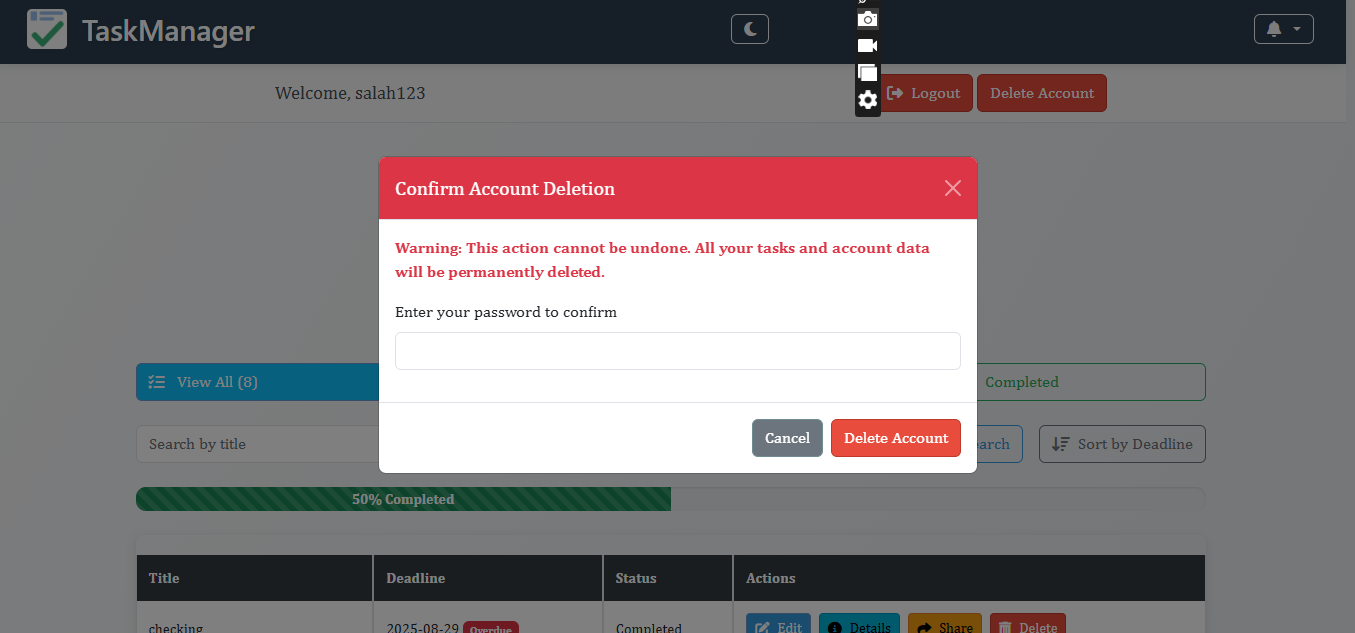 TaskManager
Welcome, salah123
Logout
Delete Account
Confirm Account Deletion
Warning: This action cannot be undone. All your tasks and account data
will be permanently deleted.
Enter your password to confirm
View All (8)
Completed
Search by title
Cancel
Delete Account
arch
Sort by Deadline
50% Completed
Title
Deadline
Status
Actions
checking
2025-08-29
Overdue
Completed
Edit
Details
Share
Delete